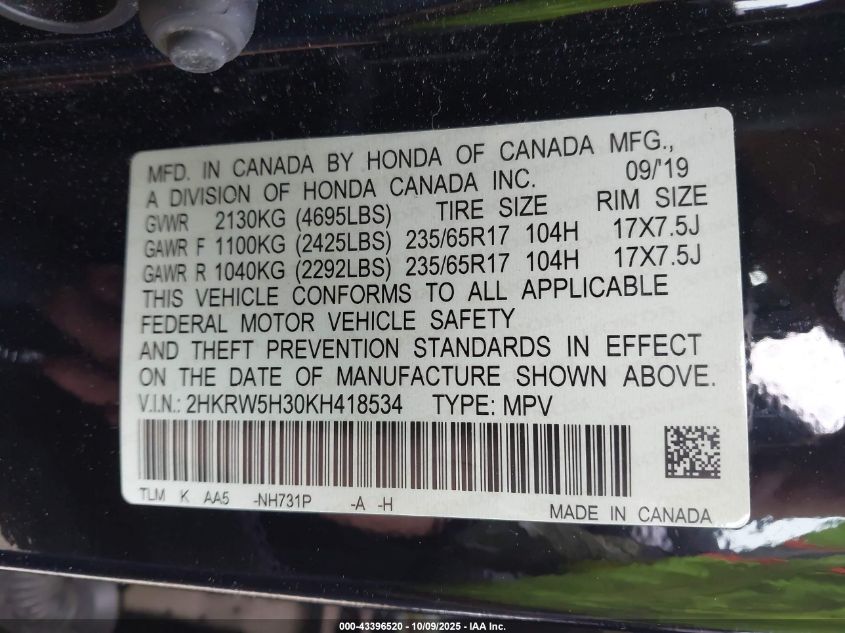 MFD. IN CANADA BY HONDA OF CANADA MFG.,
A DIVISION OF HONDA CANADA INC. 09/'19
GVWR 2130KG (4695LBS) TIRE SIZE RIM SIZE
GAWR F 1100KG (2425LBS) 235/65R17 104H 17X7.5J
GAWR R 1040KG (2292LBS) 235/65R17 104H 17X7.5J
THIS VEHICLE CONFORMS TO ALL APPLICABLE
FEDERAL MOTOR VEHICLE SAFETY
AND THEFT PREVENTION STANDARDS IN EFFECT
ON THE DATE OF MANUFACTURE SHOWN ABOVE.
V.I.N.: 2HKRW5H30KH418534 TYPE: MPV
TLM K AA5 -NH731P -A -H
MADE IN CANADA
000-43396520 - 10/09/2025 - IAA Inc.